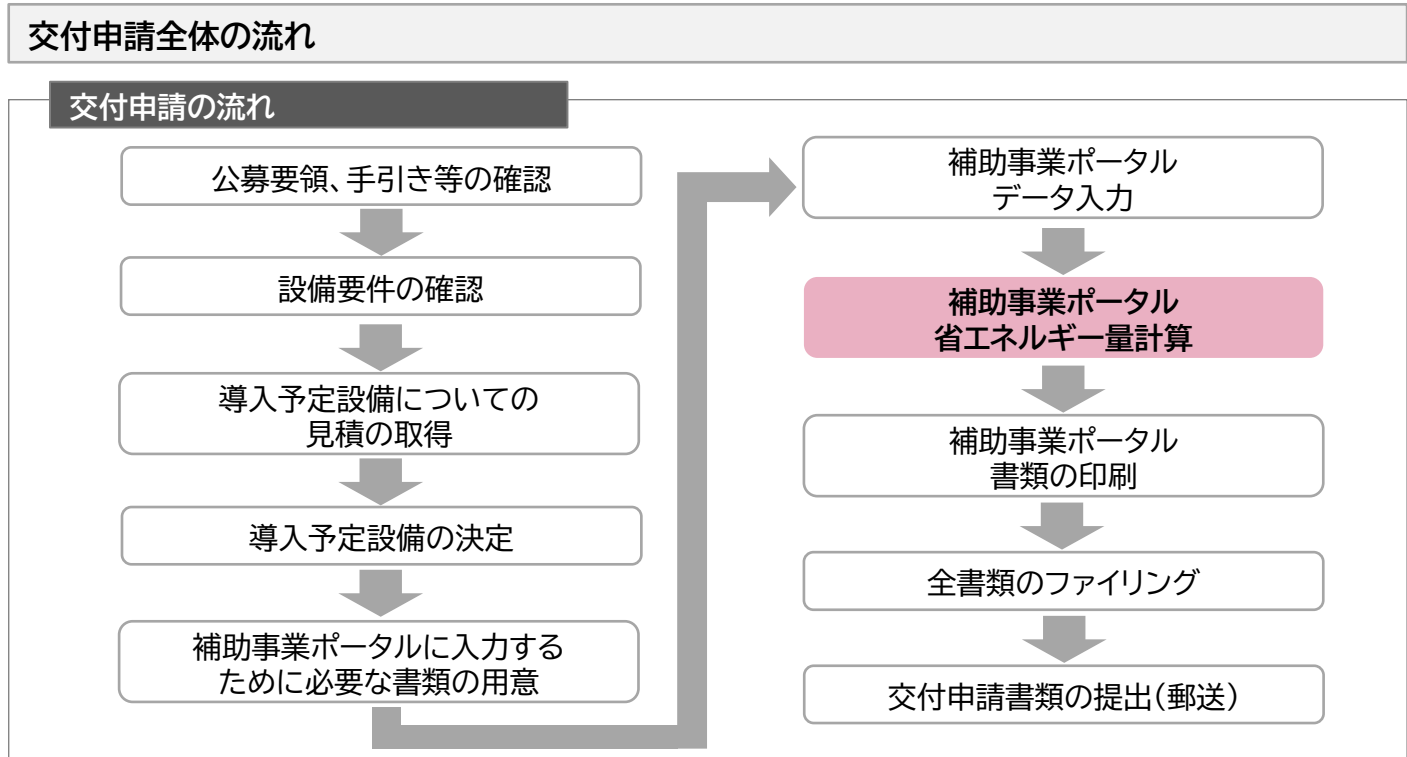 交付申請全体の流れ
交付申請の流れ
公募要領、手引き等の確認
設備要件の確認
導入予定設備についての
見積の取得
導入予定設備の決定
補助事業ポータルに入力する
ために必要な書類の用意
補助事業ポータル
データ入力
補助事業ポータル
省エネルギー量計算
補助事業ポータル
書類の印刷
全書類のファイリング
交付申請書類の提出(郵送)